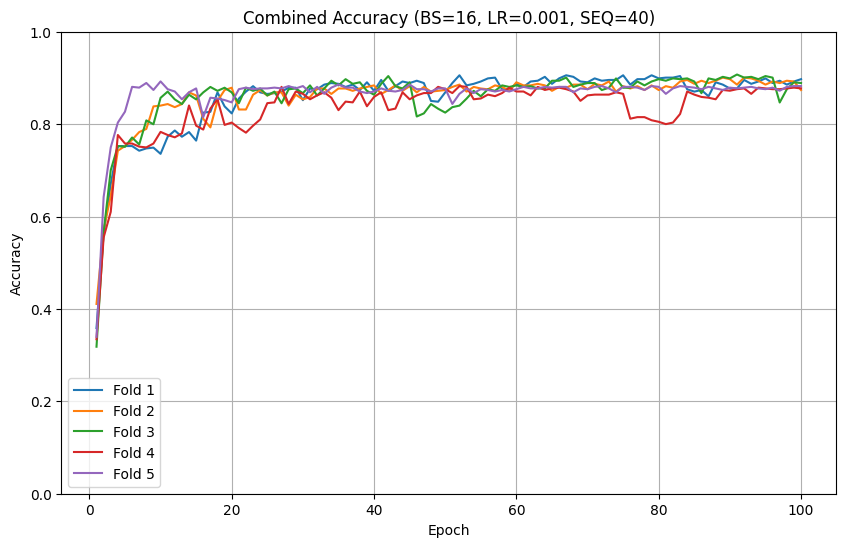 Combined Accuracy (BS=16, LR=0.001, SEQ=40)
1.0
0.8
0.6
0.4
0.2
0.0
Accuracy
Fold 1
Fold 2
Fold 3
Fold 4
Fold 5
0 20 40 60 80 100
Epoch